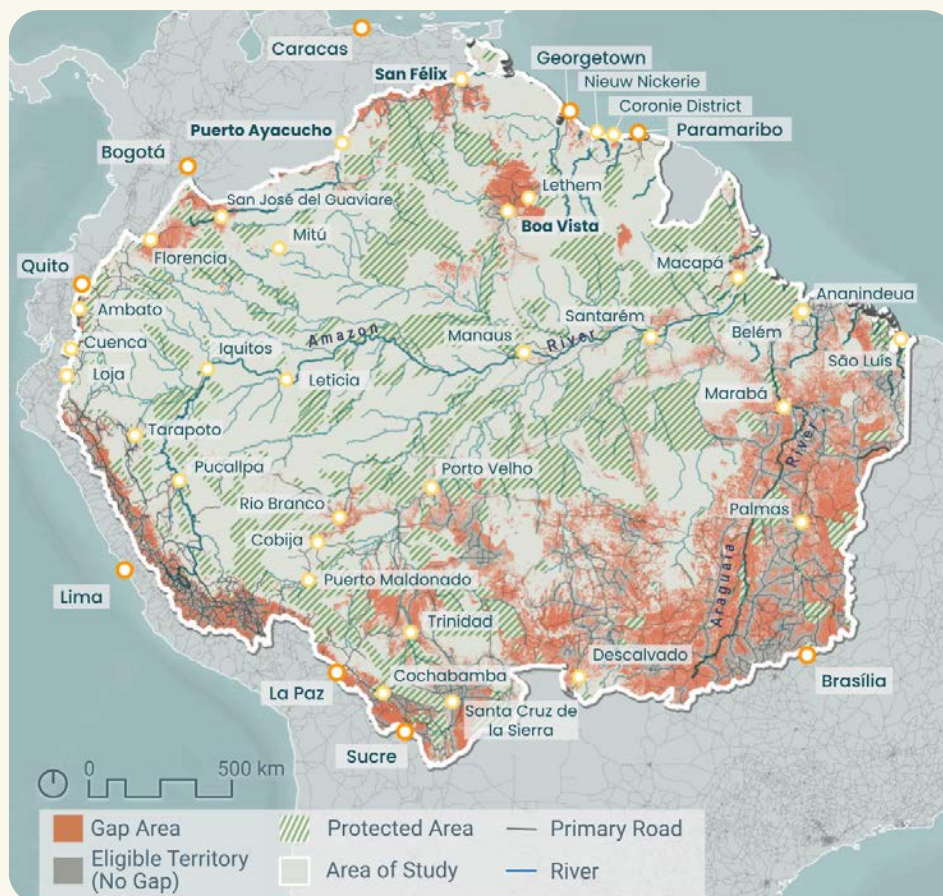 Caracas
San Félix
Georgetown
Nieuw Nickerie
Coronie District
Paramaribo
Puerto Ayacucho
Bogotá
San José del Guaviare
Lethem
Boa Vista
Mitú
Florencia
Quito
Macapá
Ambato
Ananindeua
Cuenca
Iquitos
Amazon
River
Manaus
Santarém
Belém
São Luís
Loja
Leticia
Marabá
Tarapoto
River
Pucallpa
Porto Velho
Rio Branco
Palmas
Cobija
Araguaia
Lima
Puerto Maldonado
Trinidad
Descalvado
La Paz
Cochabamba
Brasília
Santa Cruz de
la Sierra
Sucre
0 500 km
Gap Area
Protected Area
Primary Road
Eligible Territory
(No Gap)
Area of Study
River